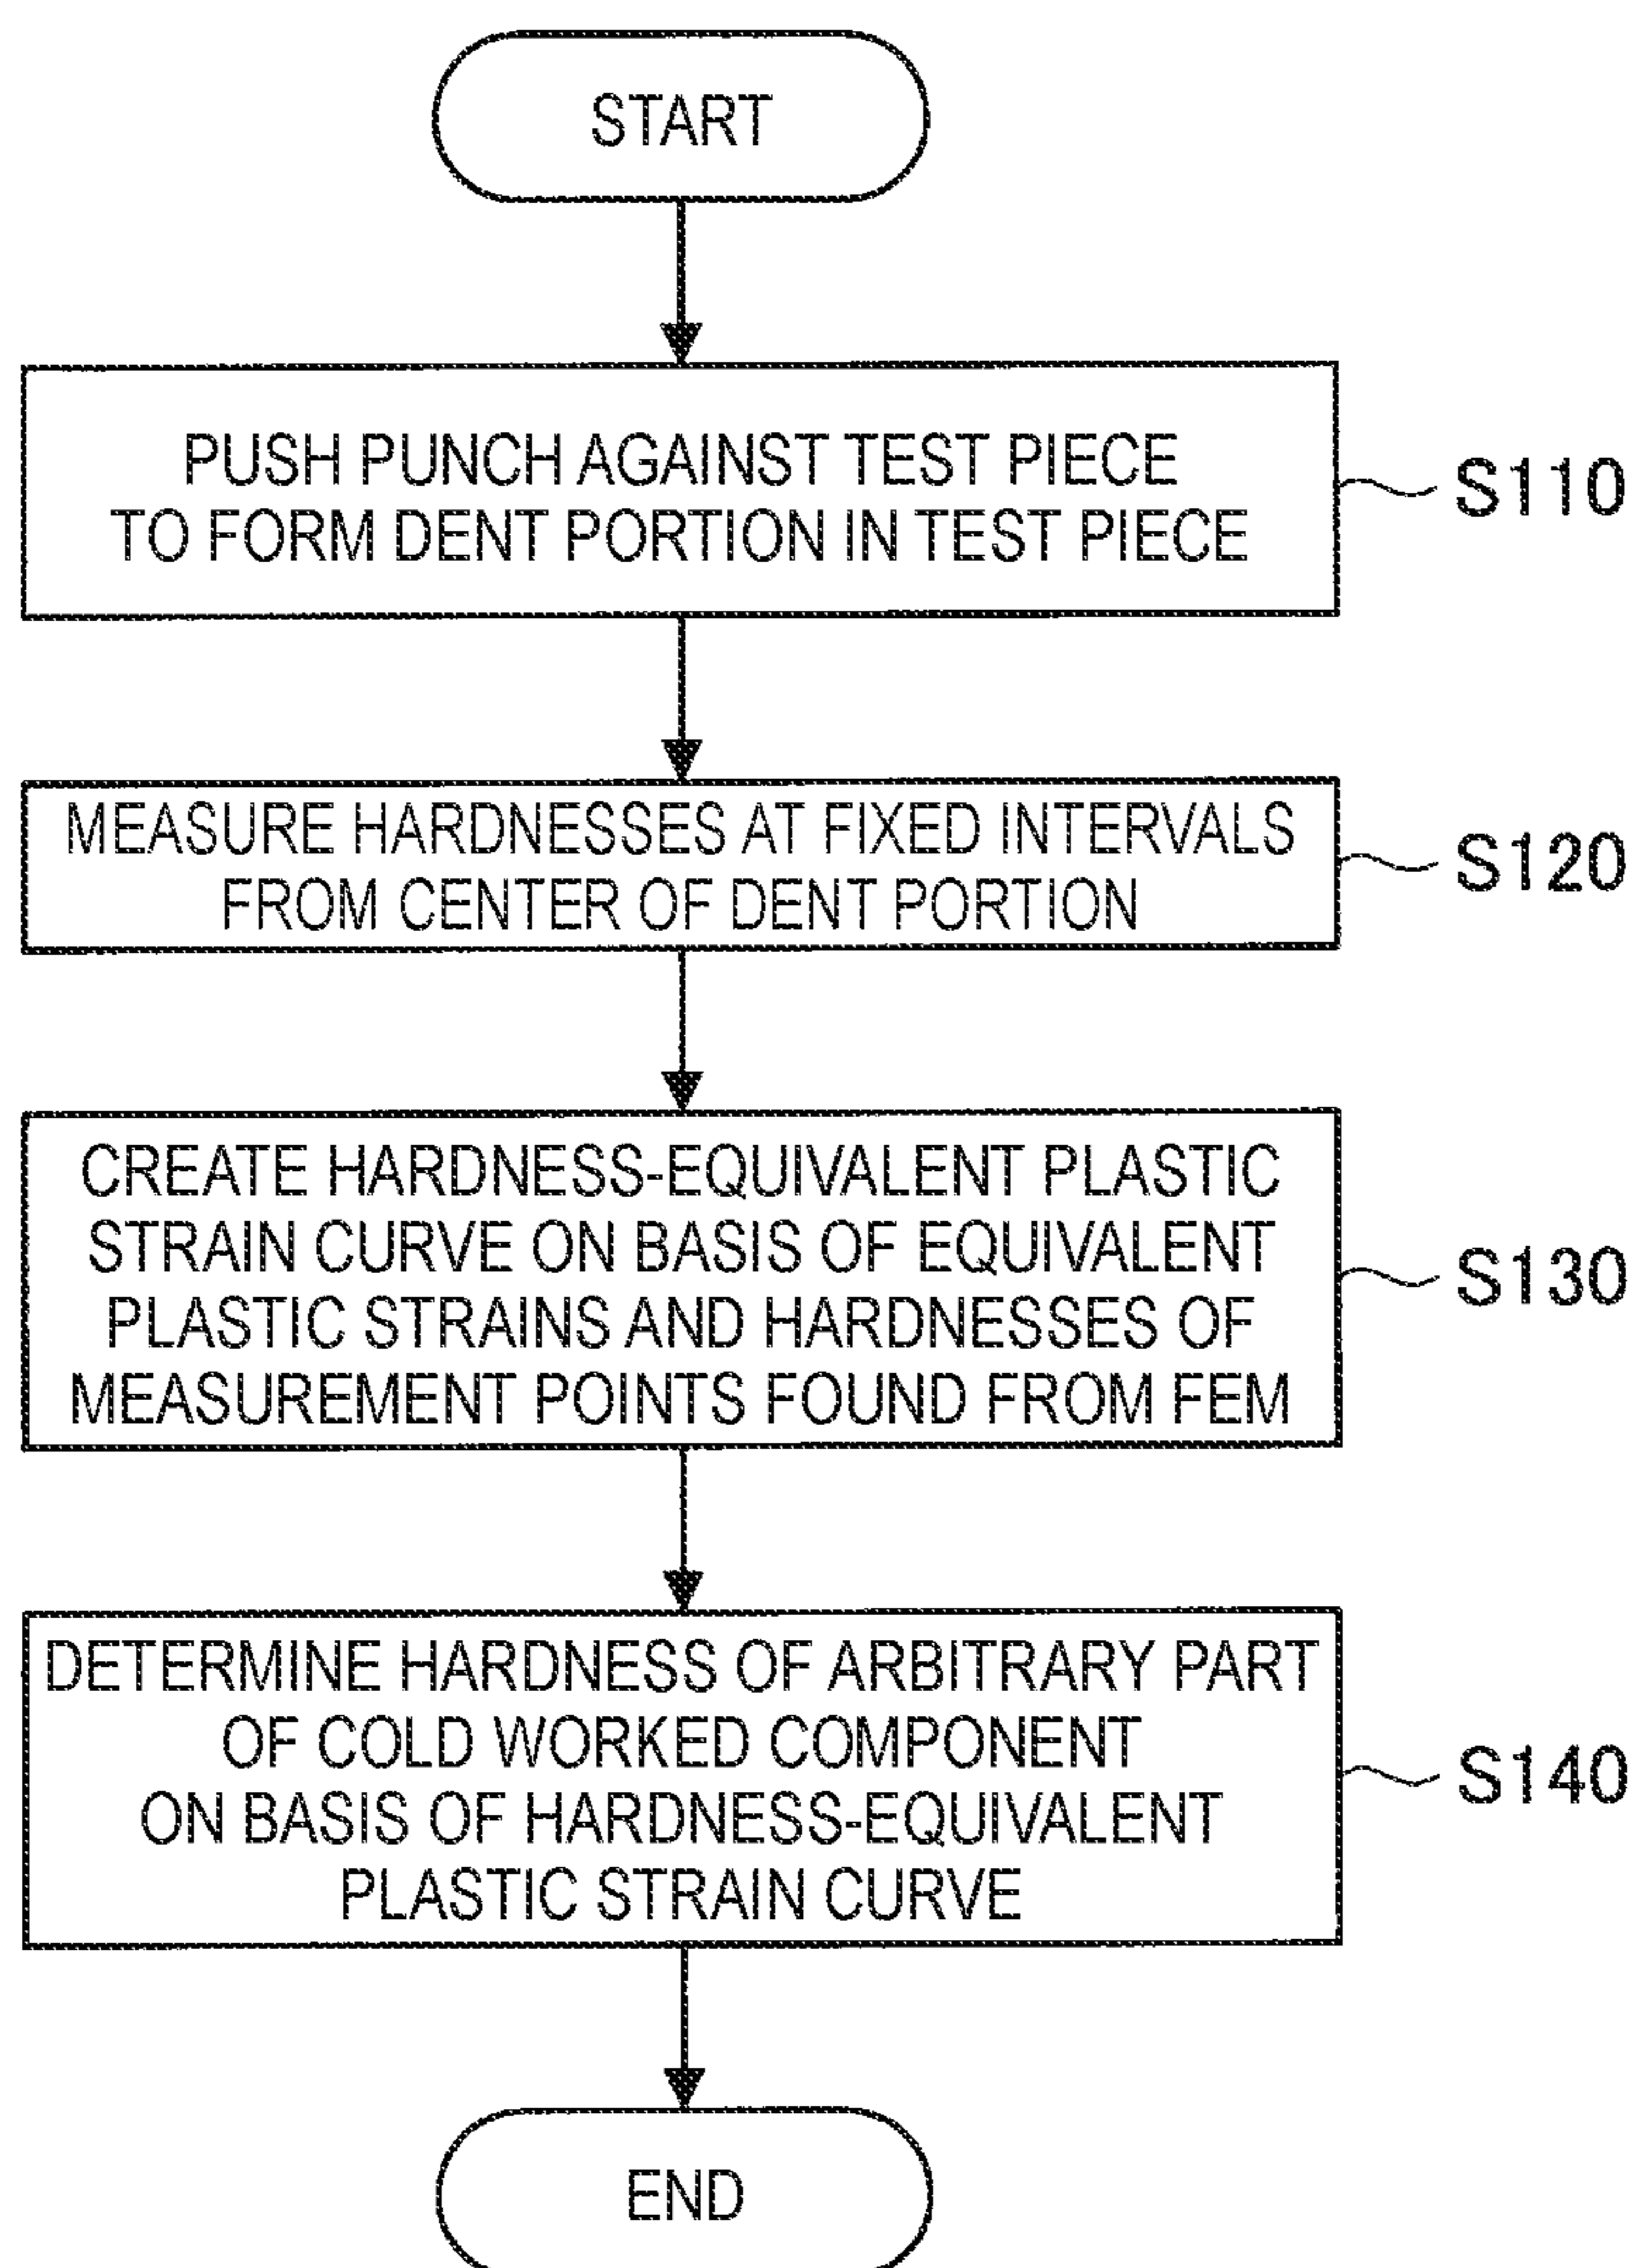 START
PUSH PUNCH AGAINST TEST PIECE
TO FORM DENT PORTION IN TEST PIECE
S110
MEASURE HARDNESSES AT FIXED INTERVALS
FROM CENTER OF DENT PORTION
S120
CREATE HARDNESS-EQUIVALENT PLASTIC
STRAIN CURVE ON BASIS OF EQUIVALENT
PLASTIC STRAINS AND HARDNESSES OF
MEASUREMENT POINTS FOUND FROM FEM
S130
DETERMINE HARDNESS OF ARBITRARY PART
OF COLD WORKED COMPONENT
ON BASIS OF HARDNESS-EQUIVALENT
PLASTIC STRAIN CURVE
S140
END